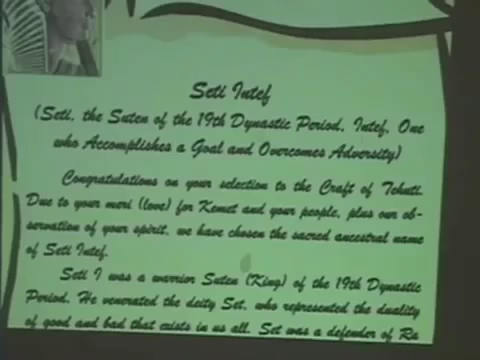 Seti Intef
(Seti, the Suten of the 19th Dynastic Period, Intef, One
who Accomplishes a Goal and Overcomes Adversity)
Congratulations on your selection to the Craft of Tehuti.
Due to your meri (love) for Kemet and your people, plus our ob-
servation of your spirit, we have chosen the sacred ancestral name
of Seti Intef.
Seti I was a warrior Suten (King) of the 19th Dynastic
Period. He venerated the deity Set, who represented the duality
of good and bad that exists in us all. Set was a defender of Ra